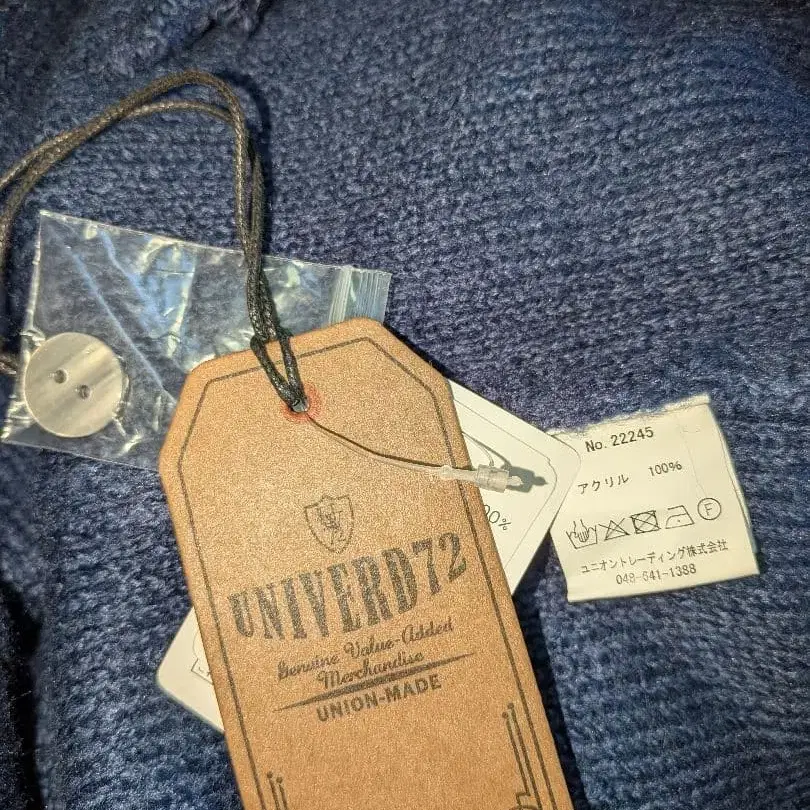 UNIVERD72
Genuine Value-Added
Merchandise
UNION-MADE
No. 22245
アクリル 100%
F
ユニオントレーディング株式会社
048-641-1388